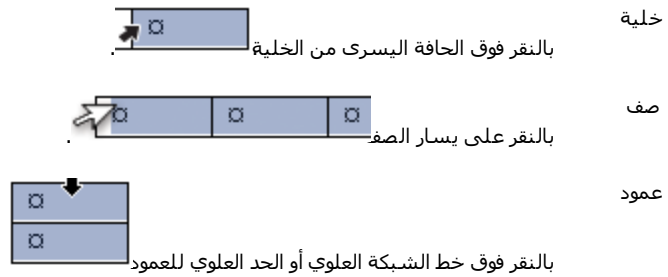 خلية
بالنقر فوق الحافة اليسرى من الخلية.
صف
بالنقر على يسار الصف.
عمود
بالنقر فوق خط الشبكة العلوي أو الحد العلوي للعمود